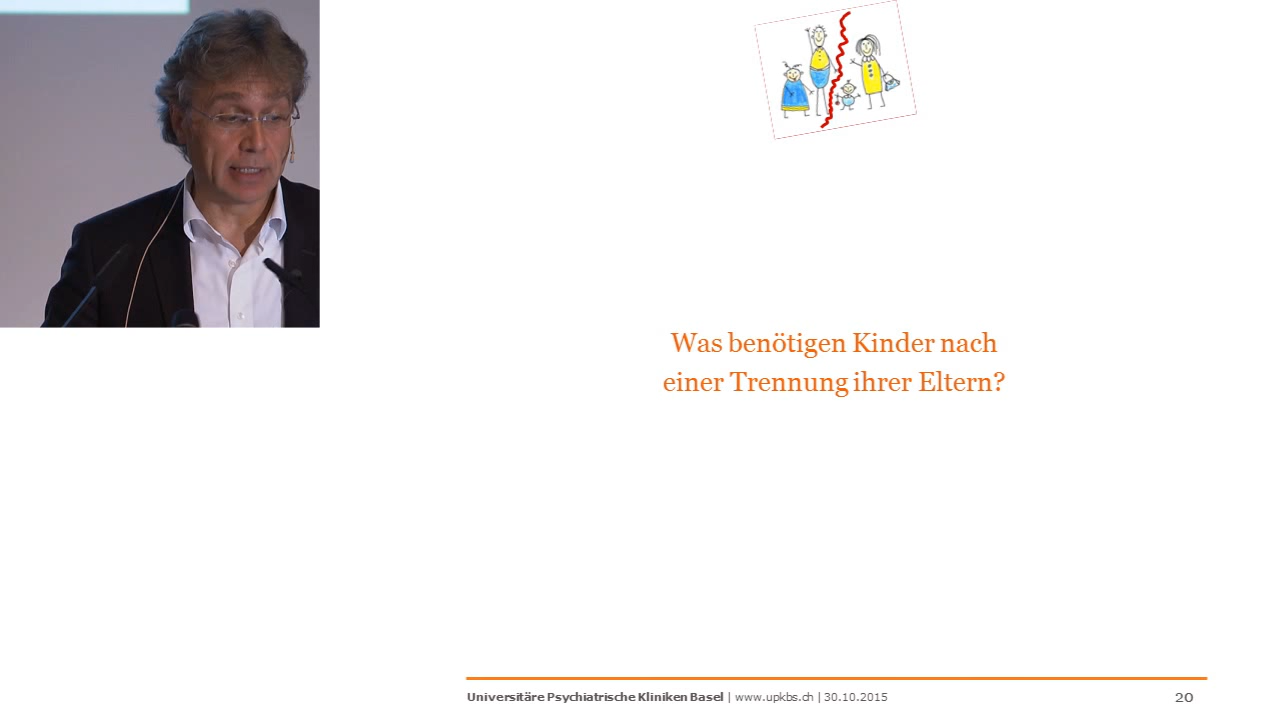 Was benötigen Kinder nach
einer Trennung ihrer Eltern?
Universitäre Psychiatrische Kliniken Basel | www.upkbs.ch | 30.10.2015
20